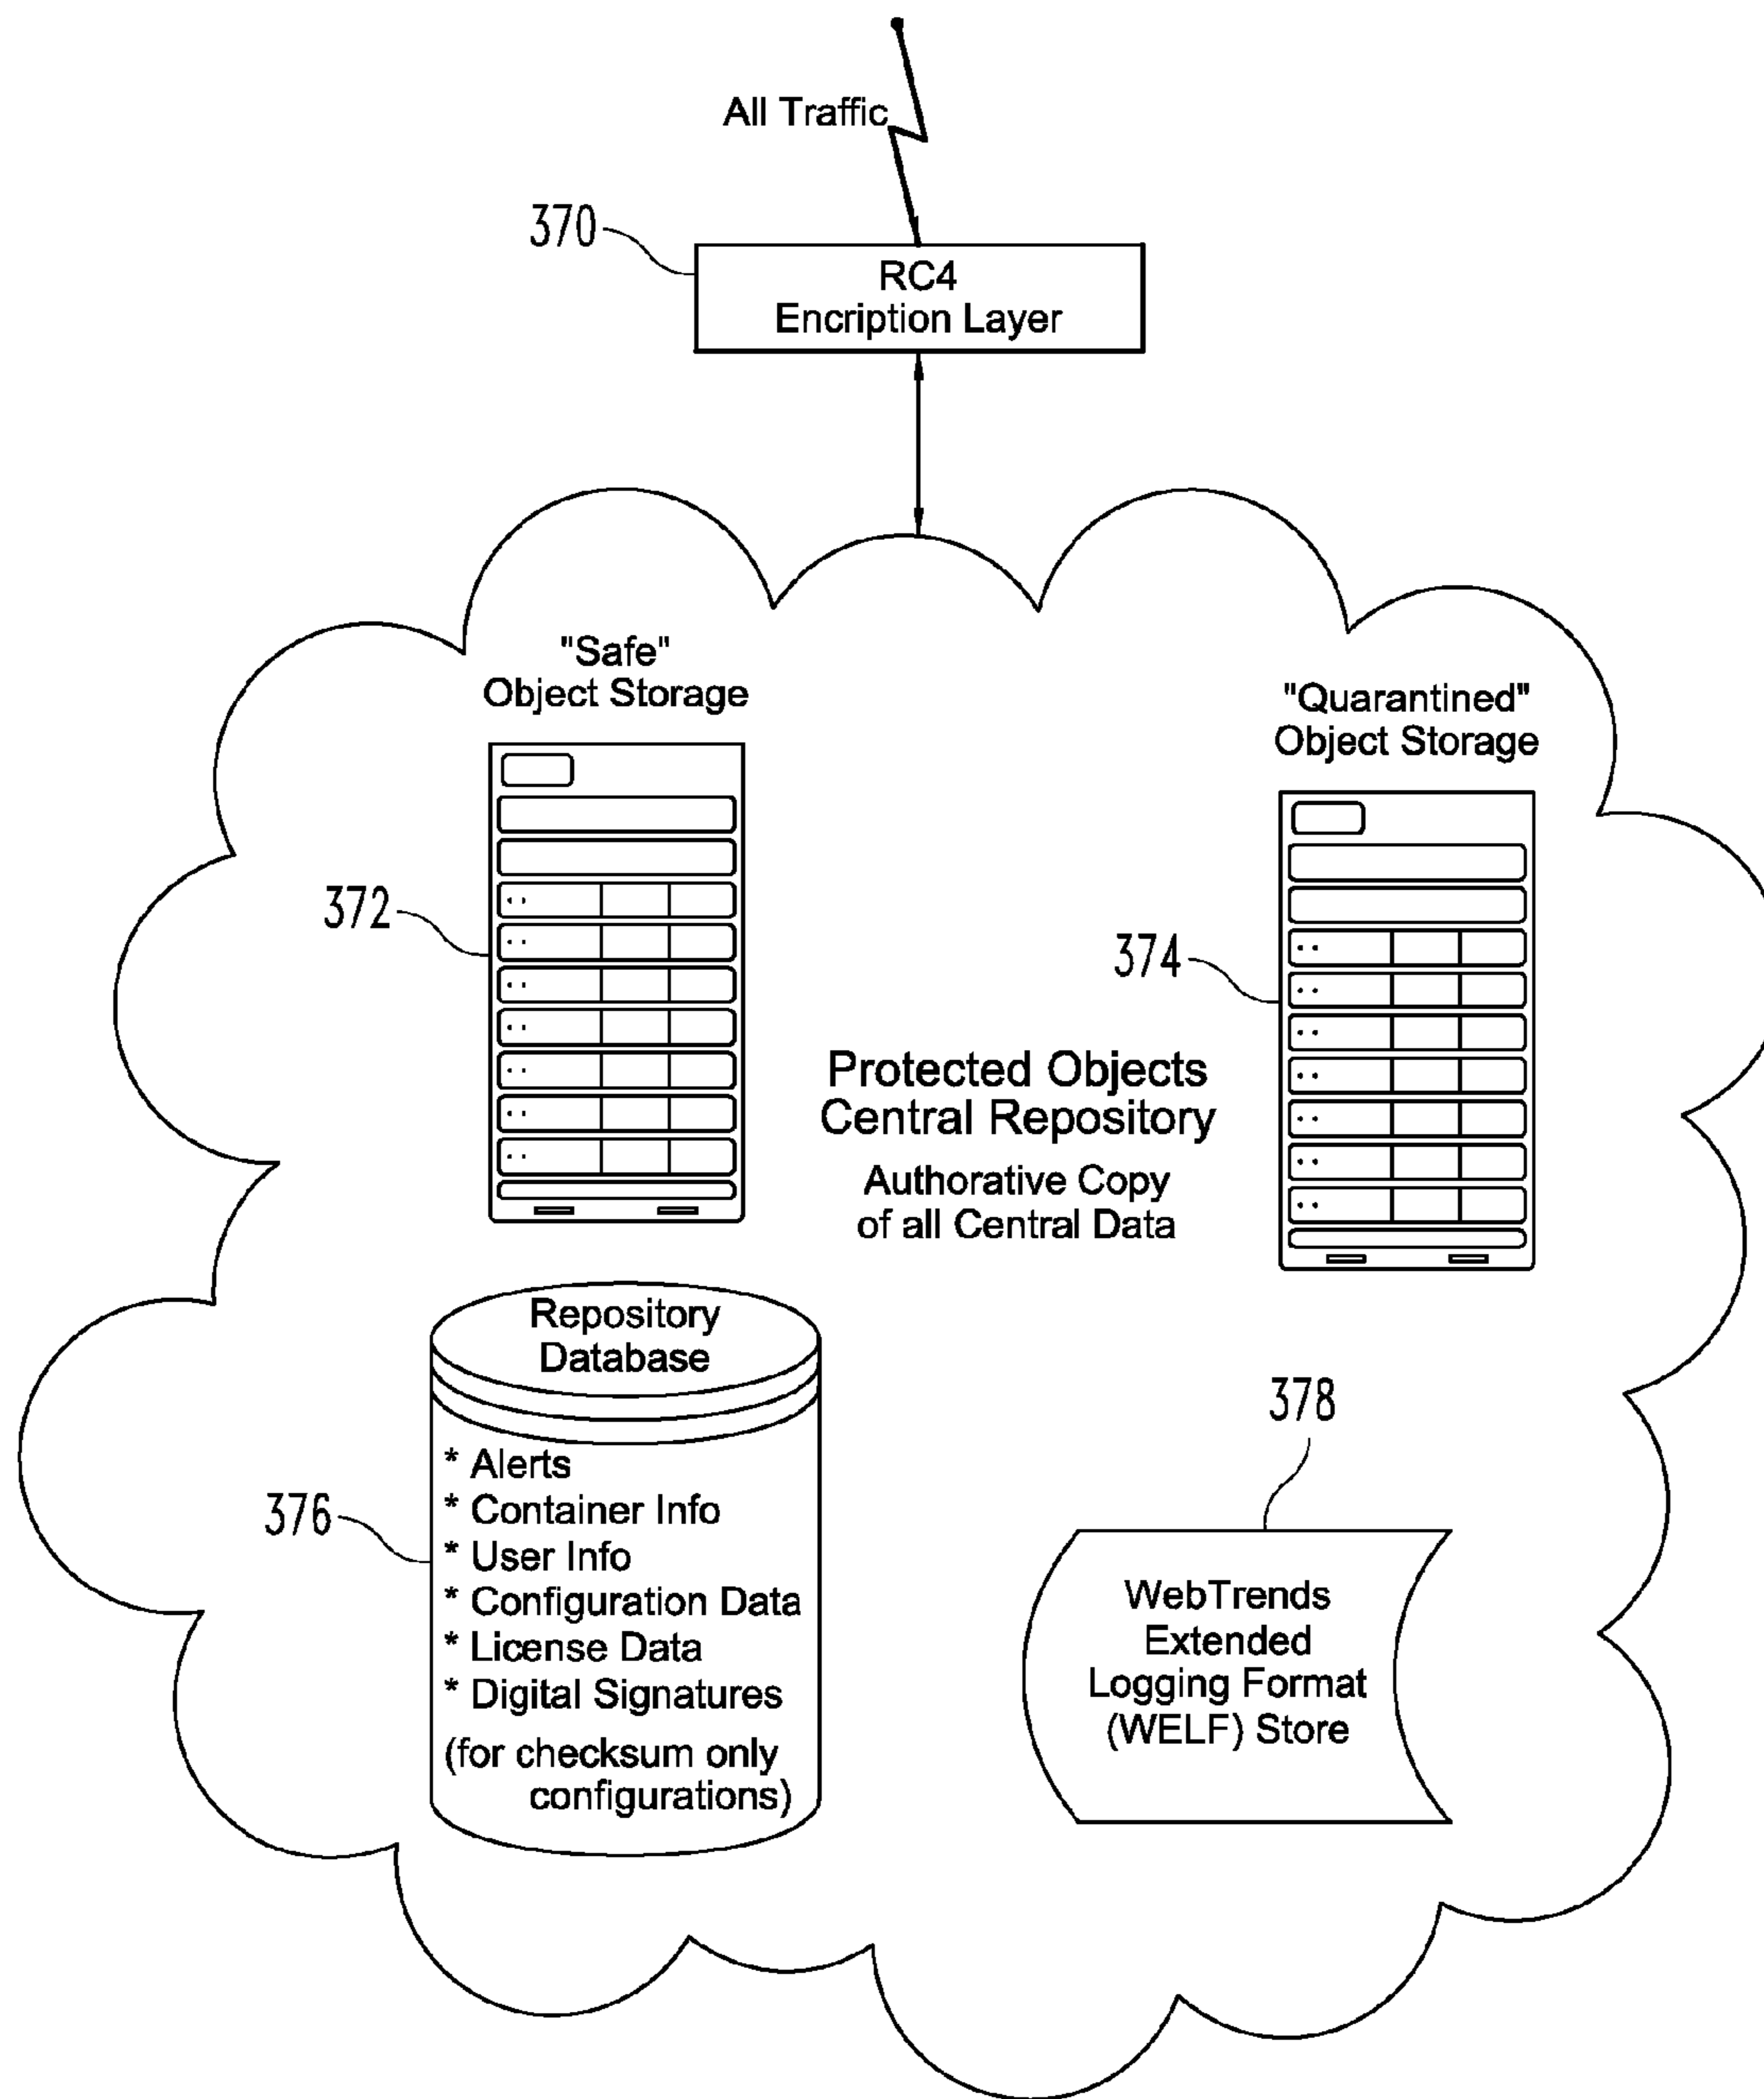 All Traffic
370
RC4
Encription Layer
"Safe"
Object Storage
"Quarantined"
Object Storage
372
374
Protected Objects
Central Repository
Authorative Copy
of all Central Data
Repository
Database
376
* Alerts
* Container Info
* User Info
* Configuration Data
* License Data
* Digital Signatures
(for checksum only
configurations)
378
WebTrends
Extended
Logging Format
(WELF) Store